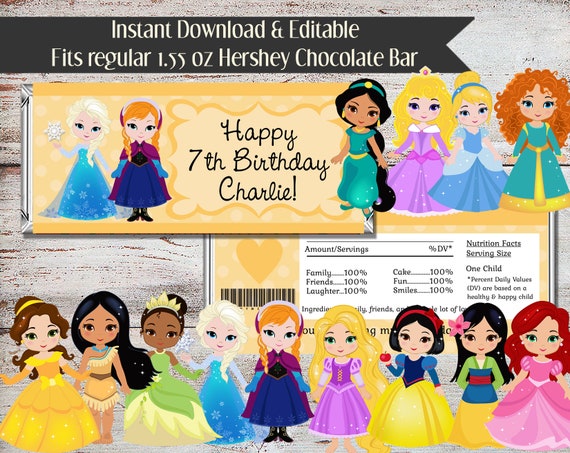 Instant Download & Editable
Fits regular 1.55 oz Hershey Chocolate Bar
Happy
7th Birthday
Charlie!
Amount/Servings %DV*
Family......100% Cake........100%
Friends......100% Fun..........100%
Laughter...100% Smiles......100%
Nutrition Facts
Serving Size
One Child
*Percent Daily Values
(DV) are based on a
healthy & happy child